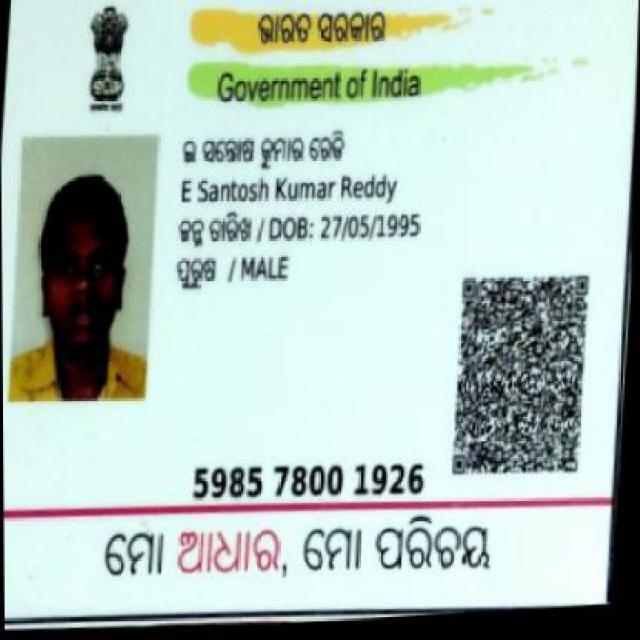 ଭାରତ ସରକାର
Government of India
ଇ ସନ୍ତୋଷ କୁମାର ରେଡି
E Santosh Kumar Reddy
ଜନ୍ମ ତାରିଖ / DOB: 27/05/1995
ପୁରୁଷ / MALE
5985 7800 1926
ମୋ ଆଧାର, ମୋ ପରିଚୟ